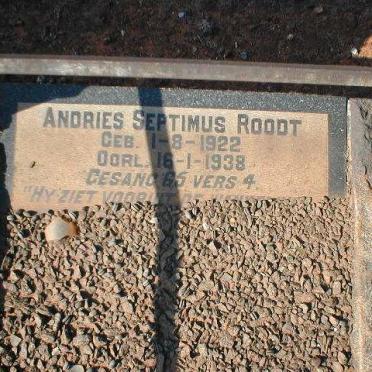 ANDRIES SEPTIMUS ROODT
GEB. 1-8-1922
OORL. 16-1-1938
GESANG 65 VERS 4
"HY ZIET